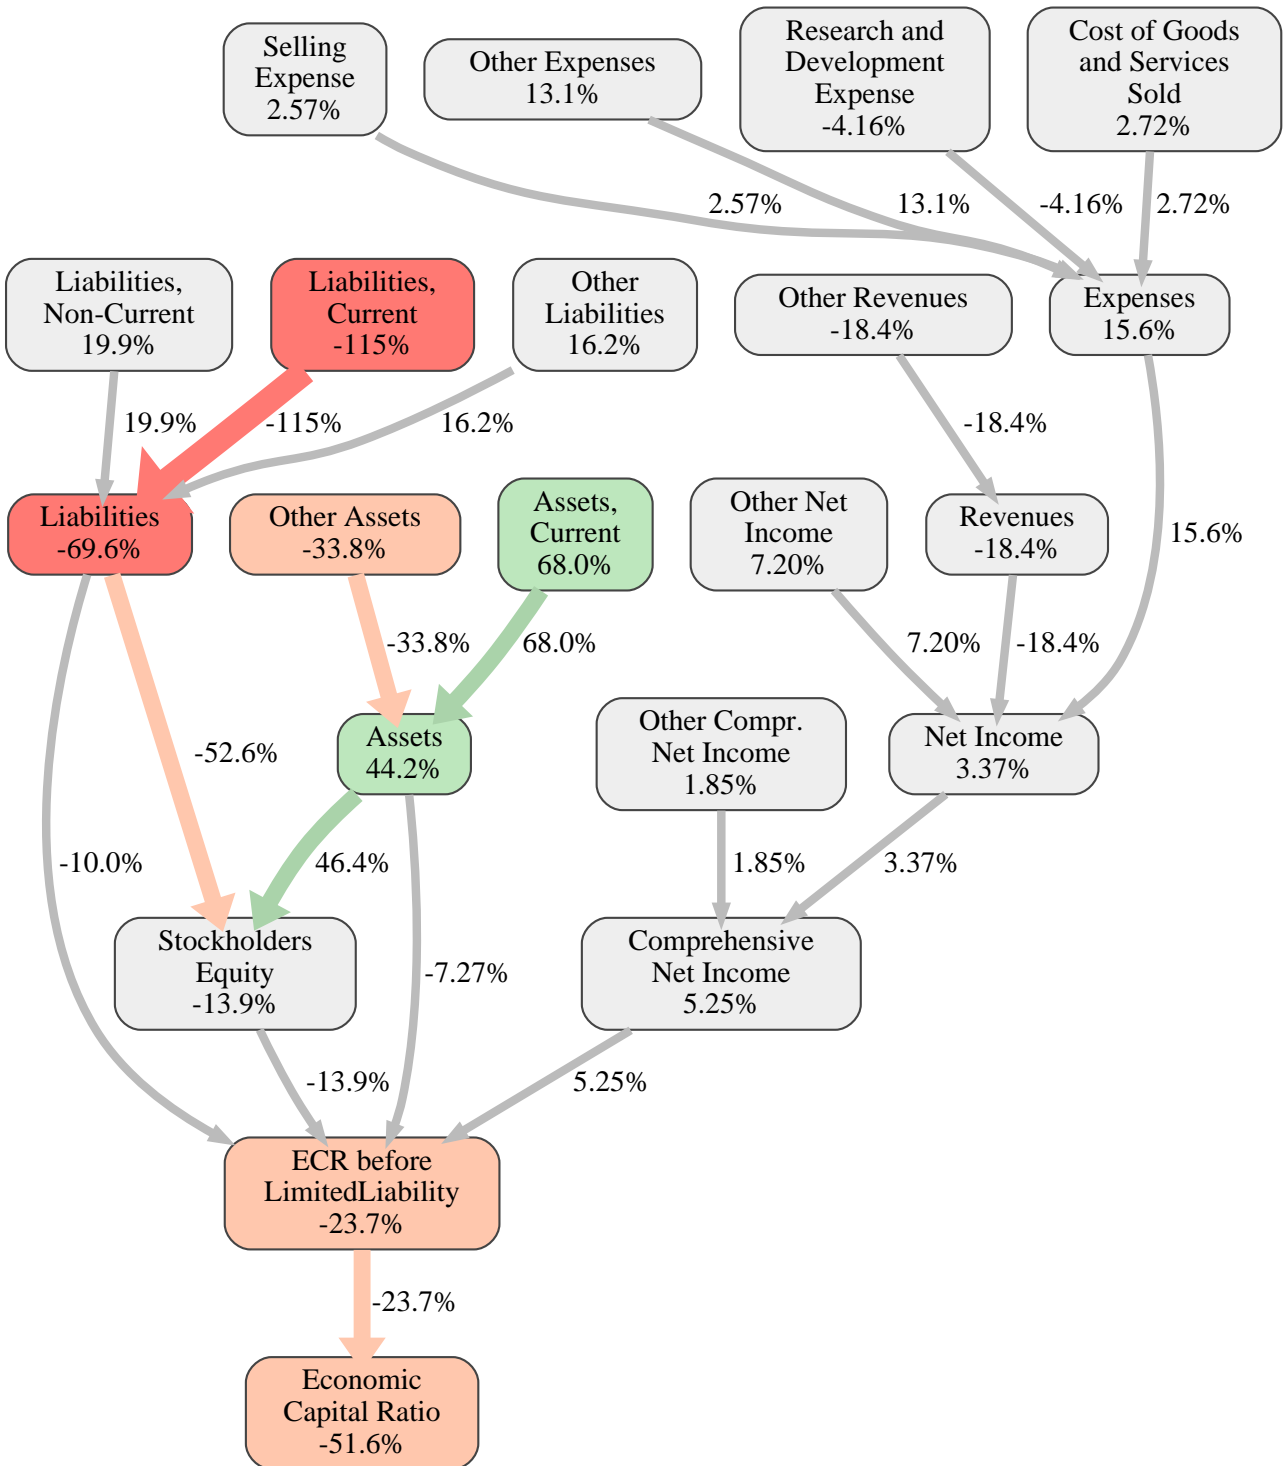 Selling
Expense
2.57%
Other Expenses
13.1%
Research and
Development
Expense
-4.16%
Cost of Goods
and Services
Sold
2.72%
2.57%
13.1%
-4.16%
2.72%
Liabilities,
Non-Current
19.9%
Liabilities,
Current
-115%
Other
Liabilities
16.2%
Other Revenues
-18.4%
Expenses
15.6%
19.9%
-115%
16.2%
-18.4%
Liabilities
-69.6%
Other Assets
-33.8%
Assets,
Current
68.0%
Other Net
Income
7.20%
Revenues
-18.4%
15.6%
-33.8%
68.0%
7.20%
-18.4%
-52.6%
Assets
44.2%
Other Compr.
Net Income
1.85%
Net Income
3.37%
-10.0%
46.4%
1.85%
3.37%
Stockholders
Equity
-13.9%
-7.27%
Comprehensive
Net Income
5.25%
-13.9%
5.25%
ECR before
LimitedLiability
-23.7%
-23.7%
Economic
Capital Ratio
-51.6%